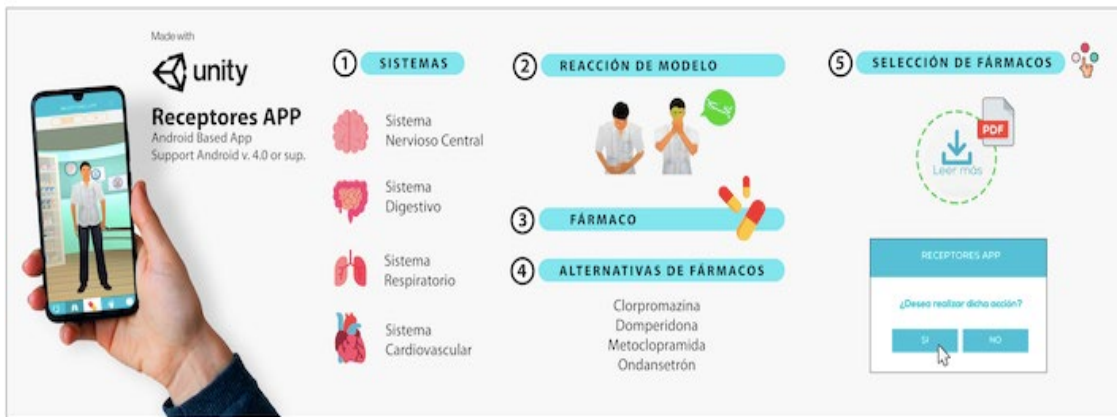 Made with
unity
Receptores APP
Android Based App
Support Android v. 4.0 or sup.
RECEPTORES APP
1 SISTEMAS
Sistema
Nervioso Central
Sistema
Digestivo
Sistema
Respiratorio
Sistema
Cardiovascular
2 REACCIÓN DE MODELO
3 FÁRMACO
4 ALTERNATIVAS DE FÁRMACOS
Clorpromazina
Domperidona
Metoclopramida
Ondansetrón
5 SELECCIÓN DE FÁRMACOS
PDF
Leer más
RECEPTORES APP
¿Desea realizar dicha acción?
SI
NO